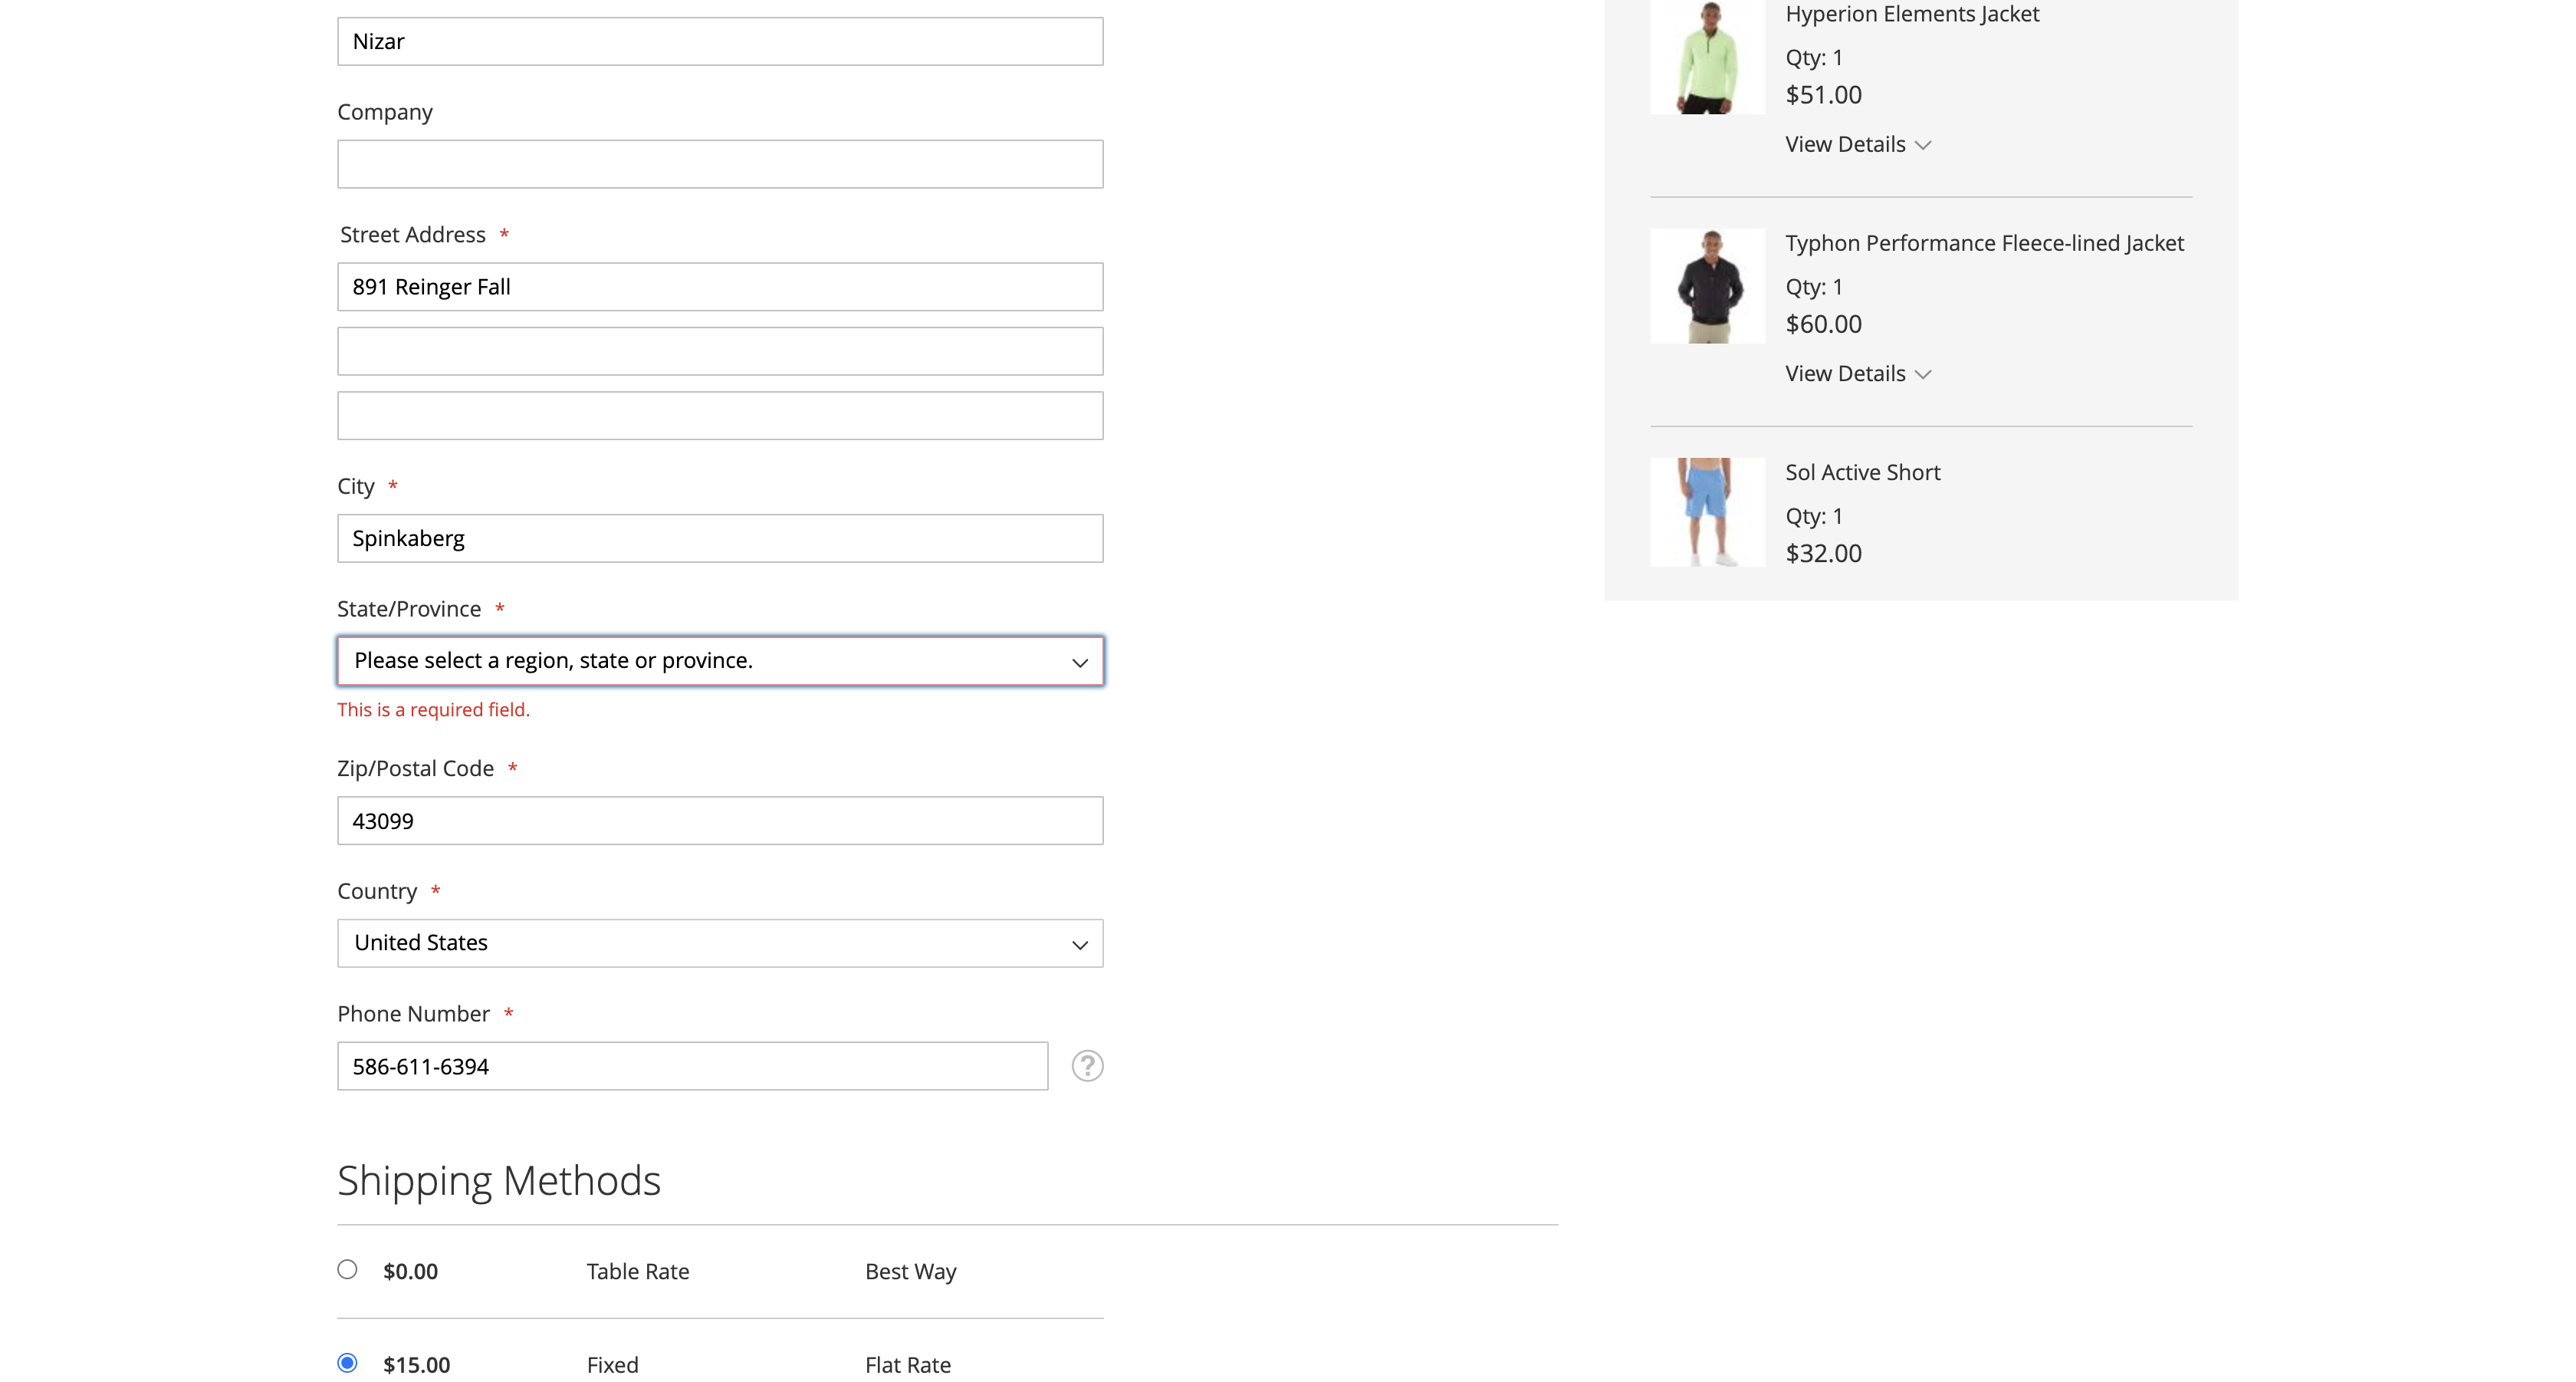 Nizar
Company
Street Address *
891 Reinger Fall
City *
Spinkaberg
State/Province *
Please select a region, state or province.
This is a required field.
Zip/Postal Code *
43099
Country *
United States
Phone Number *
586-611-6394
?
Shipping Methods
$0.00 Table Rate Best Way
$15.00 Fixed Flat Rate
Hyperion Elements Jacket
Qty: 1
$51.00
View Details
Typhon Performance Fleece-lined Jacket
Qty: 1
$60.00
View Details
Sol Active Short
Qty: 1
$32.00